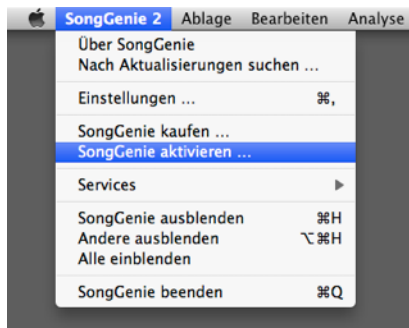 SongGenie 2 Ablage Bearbeiten Analyse
Über SongGenie
Nach Aktualisierungen suchen ...
Einstellungen ... ⌘,
SongGenie kaufen ...
SongGenie aktivieren ...
Services ▶
SongGenie ausblenden ⌘H
Andere ausblenden ⌥⌘H
Alle einblenden
SongGenie beenden ⌘Q